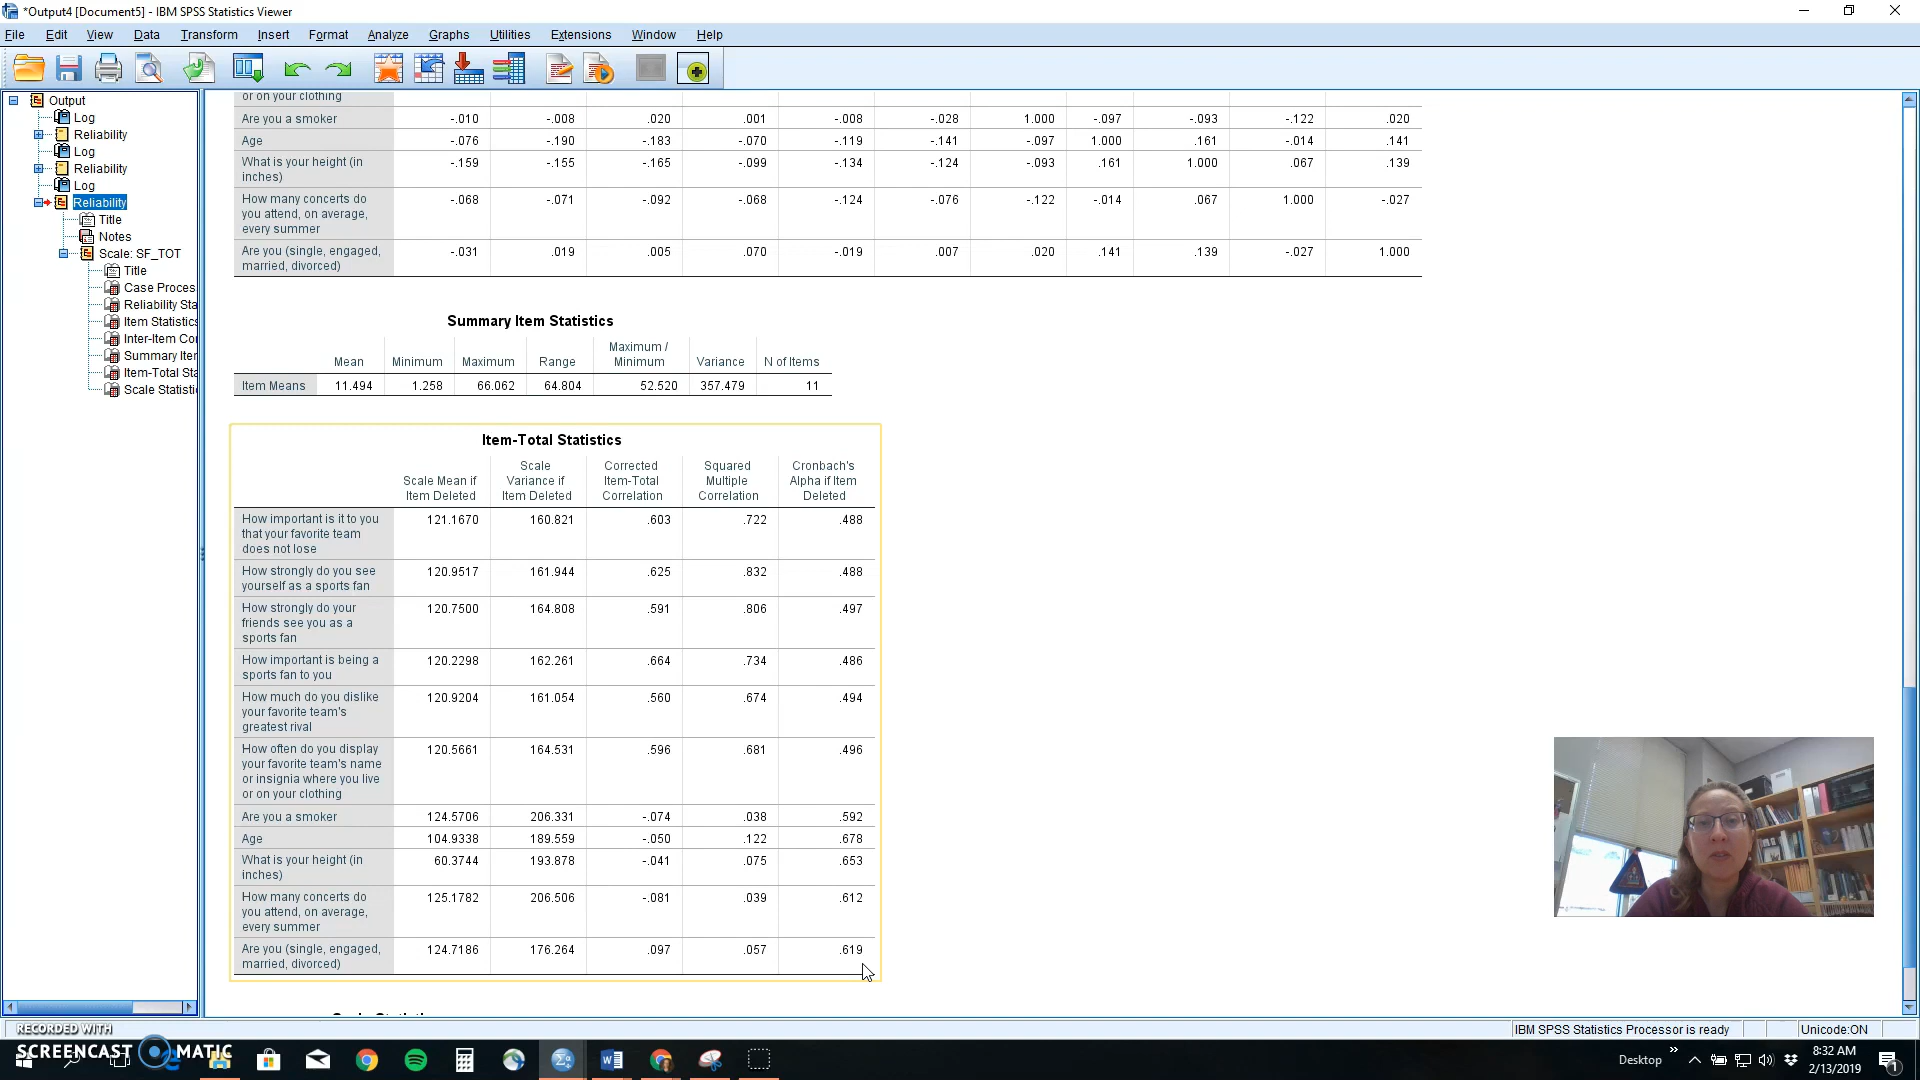 *Output4 [Document5] - IBM SPSS Statistics Viewer
File Edit View Data Transform Insert Format Analyze Graphs Utilities Extensions Window Help
Output
Log
Reliability
Log
Reliability
Log
Reliability
Title
Notes
Scale: SF_TOT
Title
Case Proces
Reliability Sta
Item Statistics
Inter-Item Co
Summary Iter
Item-Total Sta
Scale Statisti
or on your clothing
Are you a smoker -.010 -.008 .020 .001 -.008 -.028 1.000 -.097 -.093 -.122 .020
Age -.076 -.190 -.183 -.070 -.119 -.141 -.097 1.000 .161 -.014 .141
What is your height (in -.159 -.155 -.165 -.099 -.134 -.124 -.093 .161 1.000 .067 .139
inches)
How many concerts do -.068 -.071 -.092 -.068 -.124 -.076 -.122 -.014 .067 1.000 -.027
you attend, on average,
every summer
Are you (single, engaged, -.031 .019 .005 .070 -.019 .007 .020 .141 .139 -.027 1.000
married, divorced)
Summary Item Statistics
Maximum /
Mean Minimum Maximum Range Minimum Variance N of Items
Item Means 11.494 1.258 66.062 64.804 52.520 357.479 11
Item-Total Statistics
Scale Corrected Squared Cronbach's
Scale Mean if Variance if Item-Total Multiple Alpha if Item
Item Deleted Item Deleted Correlation Correlation Deleted
How important is it to you 121.1670 160.821 .603 .722 .488
that your favorite team
does not lose
How strongly do you see 120.9517 161.944 .625 .832 .488
yourself as a sports fan
How strongly do your 120.7500 164.808 .591 .806 .497
friends see you as a
sports fan
How important is being a 120.2298 162.261 .664 .734 .486
sports fan to you
How much do you dislike 120.9204 161.054 .560 .674 .494
your favorite team's
greatest rival
How often do you display 120.5661 164.531 .596 .681 .496
your favorite team's name
or insignia where you live
or on your clothing
Are you a smoker 124.5706 206.331 -.074 .038 .592
Age 104.9338 189.559 -.050 .122 .678
What is your height (in 60.3744 193.878 -.041 .075 .653
inches)
How many concerts do 125.1782 206.506 -.081 .039 .612
you attend, on average,
every summer
Are you (single, engaged, 124.7186 176.264 .097 .057 .619
married, divorced)
IBM SPSS Statistics Processor is ready Unicode:ON
RECORDED WITH
SCREENCAST MATIC
Desktop
8:32 AM
2/13/2019
1